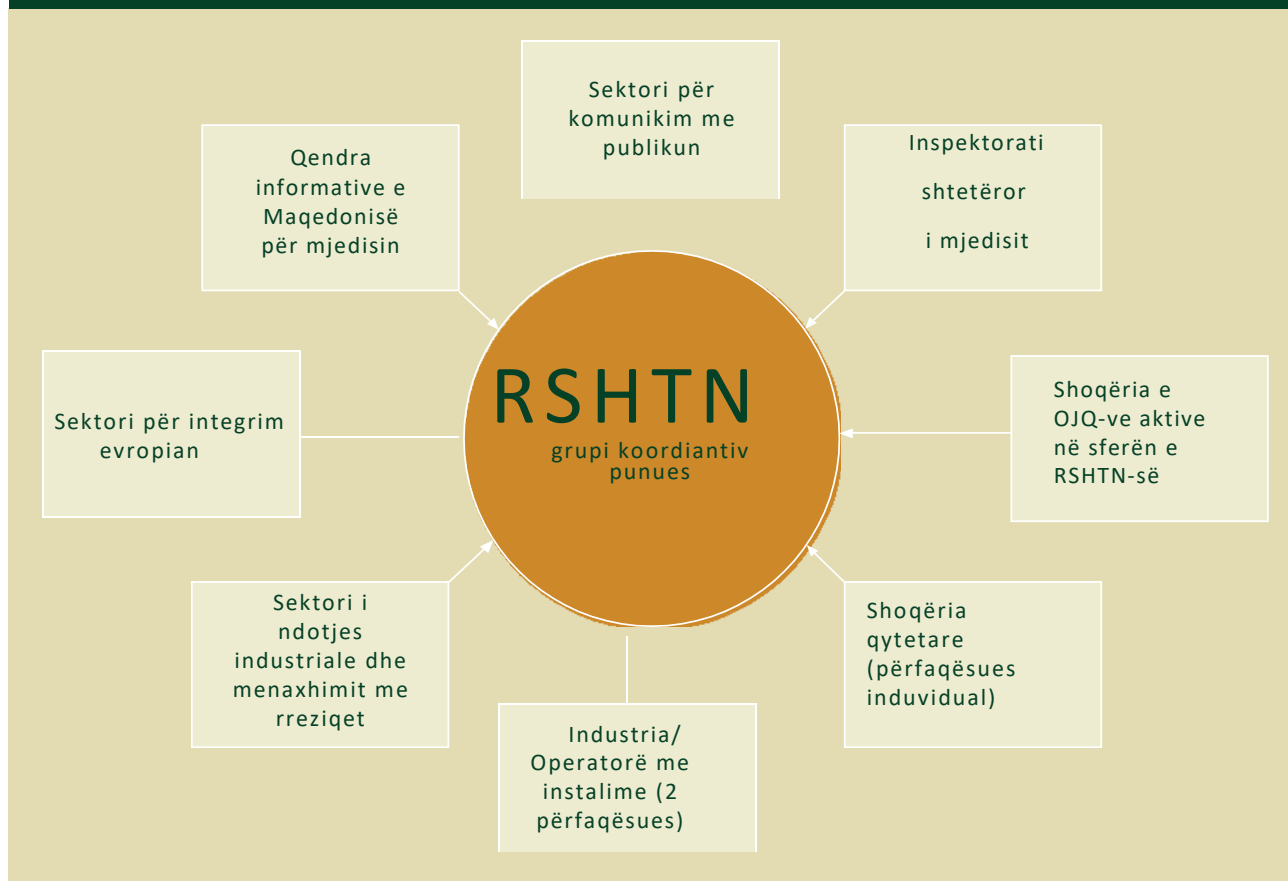 Sektori për
komunikim me
publikun
Qendra
informative e
Maqedonisë
për mjedisin
Inspektorati
shtetëror
i mjedisit
Sektori për integrim
evropian
RSHTN
grupi koordiantiv
punues
Shoqëria e
OJQ-ve aktive
në sferën e
RSHTN-së
Sektori i
ndotjes
industriale dhe
menaxhimit me
rreziqet
Industria/
Operatorë me
instalime (2
përfaqësues)
Shoqëria
qytetare
(përfaqësues
induvidual)